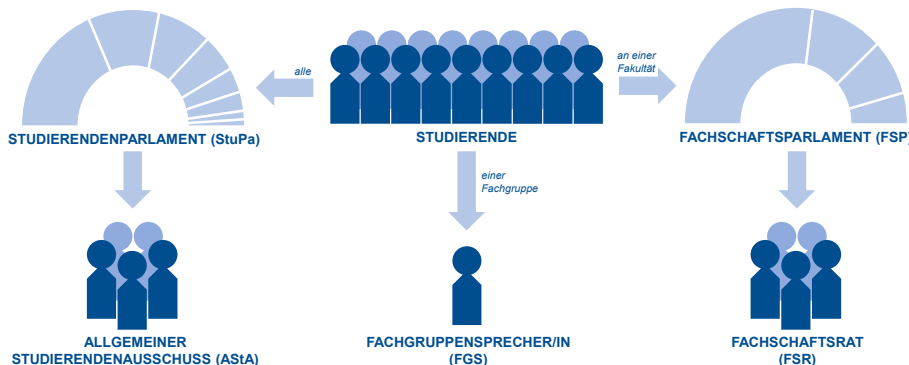 alle
an einer
Fakultät
STUDIERENDENPARLAMENT (StuPa)
STUDIERENDE
FACHSCHAFTSPARLAMENT (FSP)
einer
Fachgruppe
ALLGEMEINER
STUDIERENDENAUSSCHUSS (AStA)
FACHGRUPPENSPRECHER/IN
(FGS)
FACHSCHAFTSRAT
(FSR)